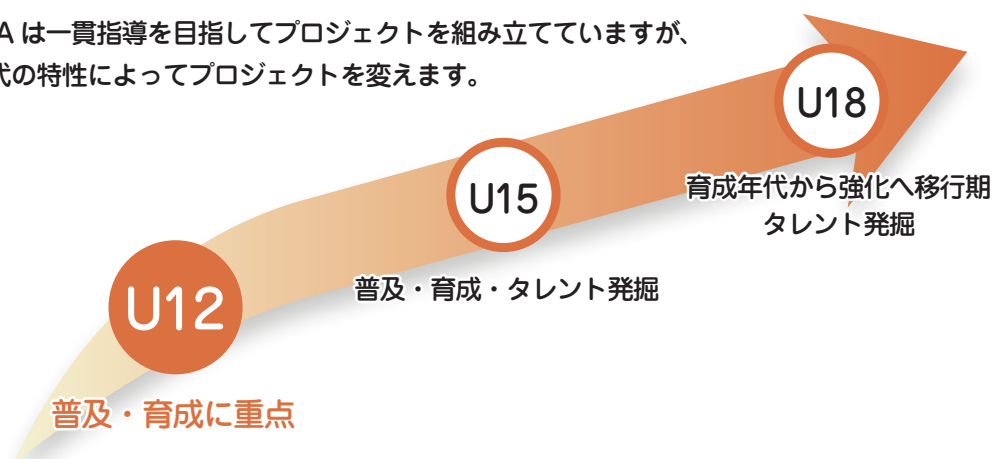 A は一貫指導を目指してプロジェクトを組み立てていますが、
代の特性によってプロジェクトを変えます。
U18
育成年代から強化へ移行期
タレント発掘
U15
普及・育成・タレント発掘
U12
普及・育成に重点